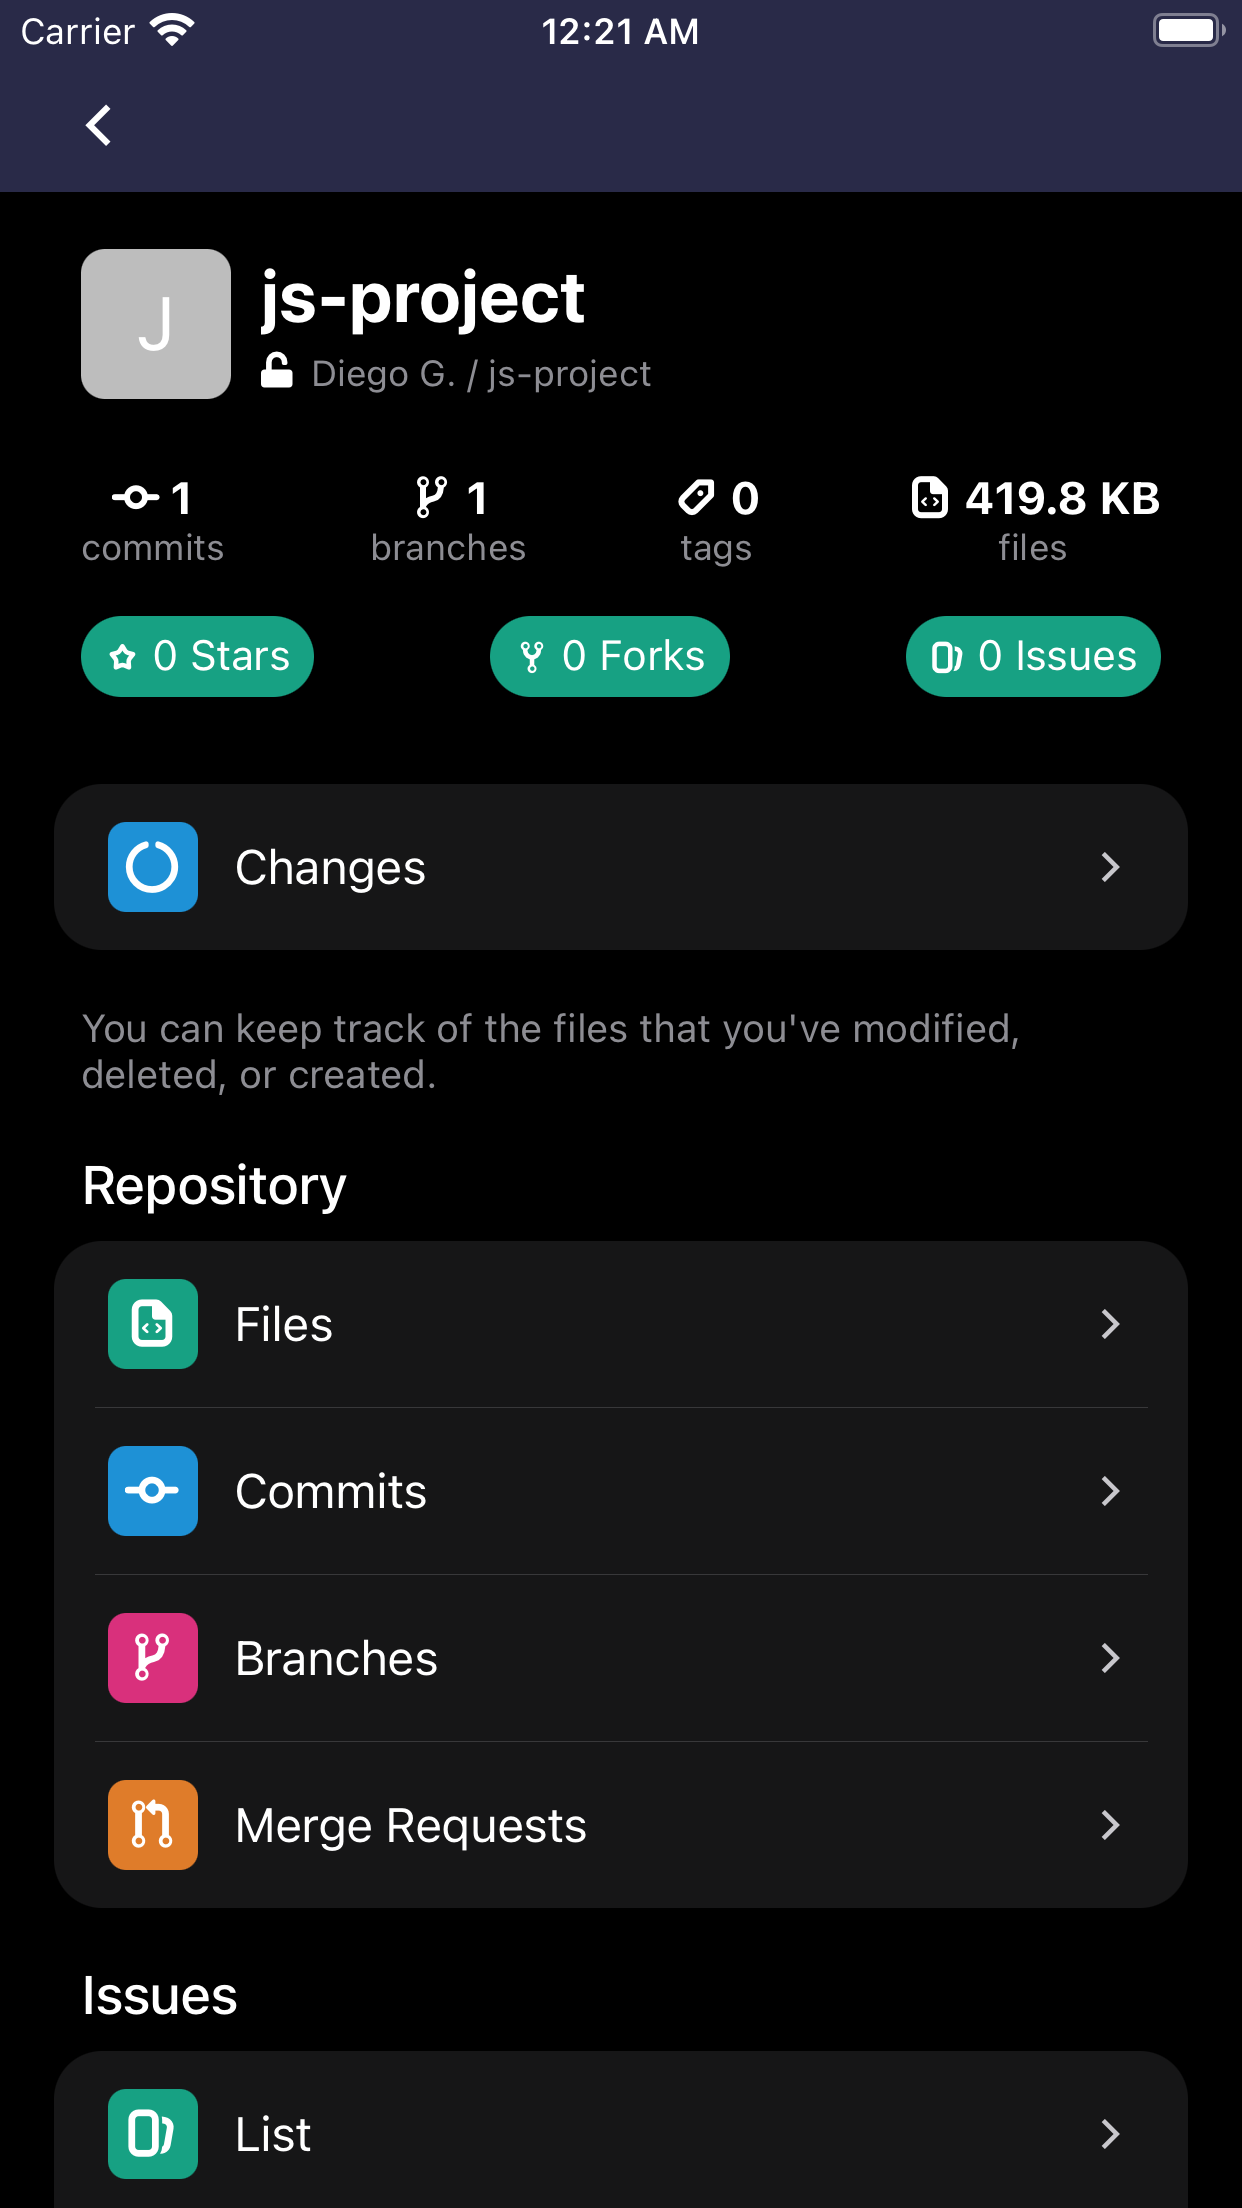 Carrier 12:21 AM
J
js-project
Diego G. / js-project
1 1 0 419.8 KB
commits branches tags files
0 Stars 0 Forks 0 Issues
Changes
You can keep track of the files that you've modified,
deleted, or created.
Repository
Files
Commits
Branches
Merge Requests
Issues
List